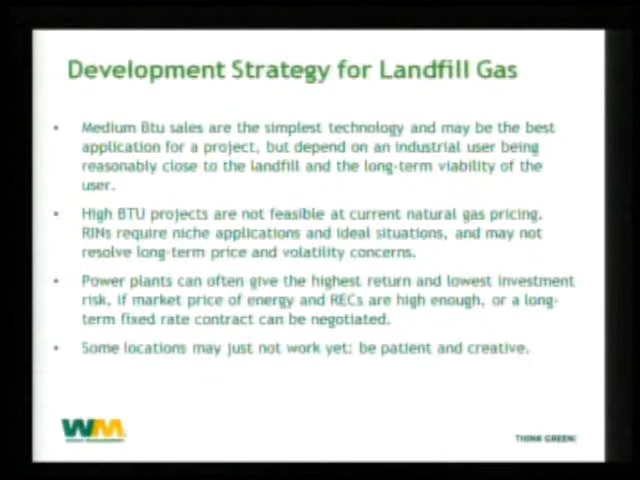 Development Strategy for Landfill Gas
• Medium Btu sales are the simplest technology and may be the best
application for a project, but depend on an industrial user being
reasonably close to the landfill and the long-term viability of the
user.
• High BTU projects are not feasible at current natural gas pricing.
RINs require niche applications and ideal situations, and may not
resolve long-term price and volatility concerns.
• Power plants can often give the highest return and lowest investment
risk, if market price of energy and RECs are high enough, or a long-
term fixed rate contract can be negotiated.
• Some locations may just not work yet: be patient and creative.
WM
THINK GREEN.